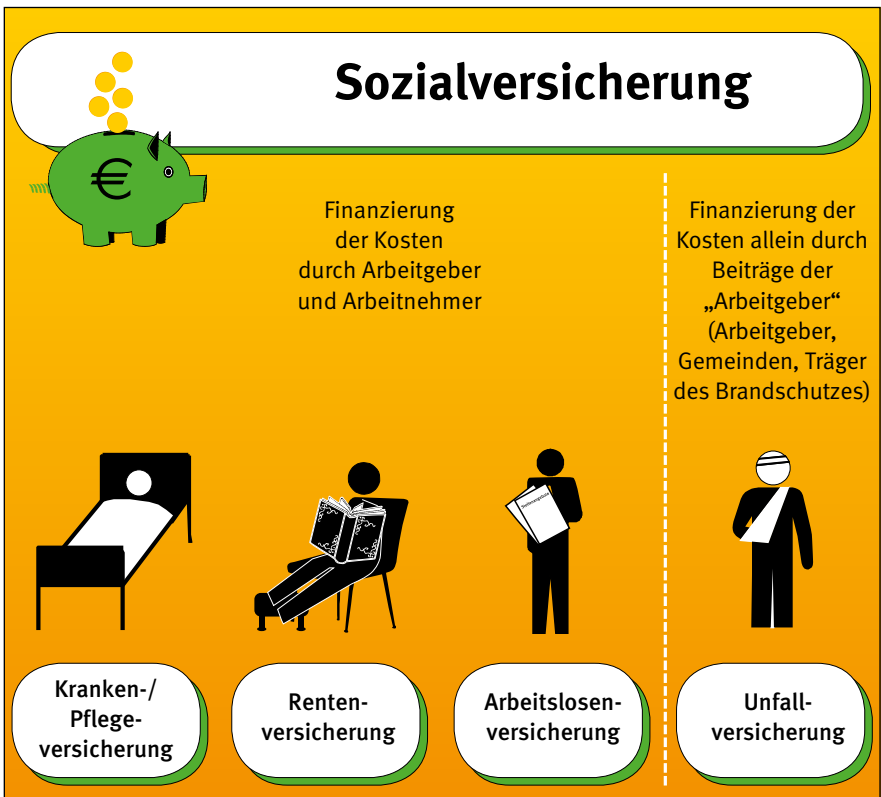 Sozialversicherung
€
Finanzierung
der Kosten
durch Arbeitgeber
und Arbeitnehmer
Finanzierung der
Kosten allein durch
Beiträge der
„Arbeitgeber“
(Arbeitgeber,
Gemeinden, Träger
des Brandschutzes)
Stellenangebote
Kranken-/
Pflege-
versicherung
Renten-
versicherung
Arbeitslosen-
versicherung
Unfall-
versicherung